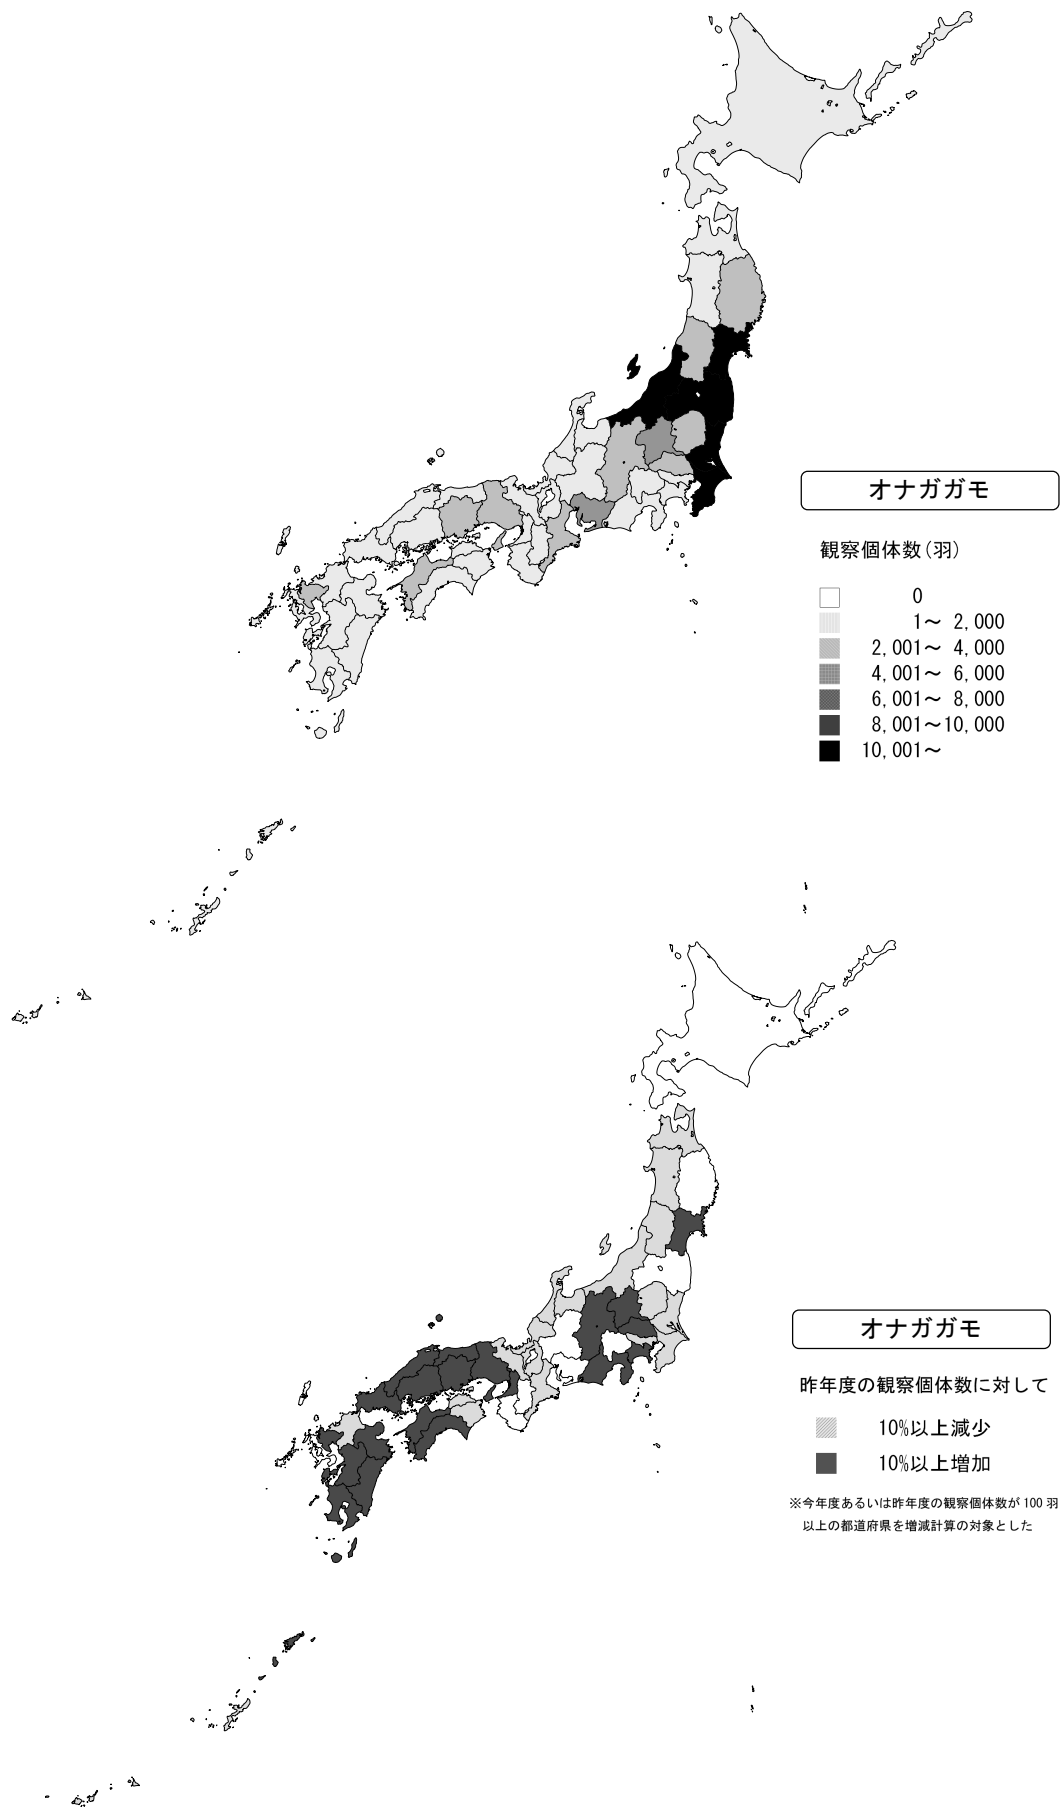 オナガガモ
観察個体数(羽)
0
1~ 2,000
2,001~ 4,000
4,001~ 6,000
6,001~ 8,000
8,001~10,000
10,001~
オナガガモ
昨年度の観察個体数に対して
10%以上減少
10%以上増加
※今年度あるいは昨年度の観察個体数が 100 羽
以上の都道府県を増減計算の対象とした